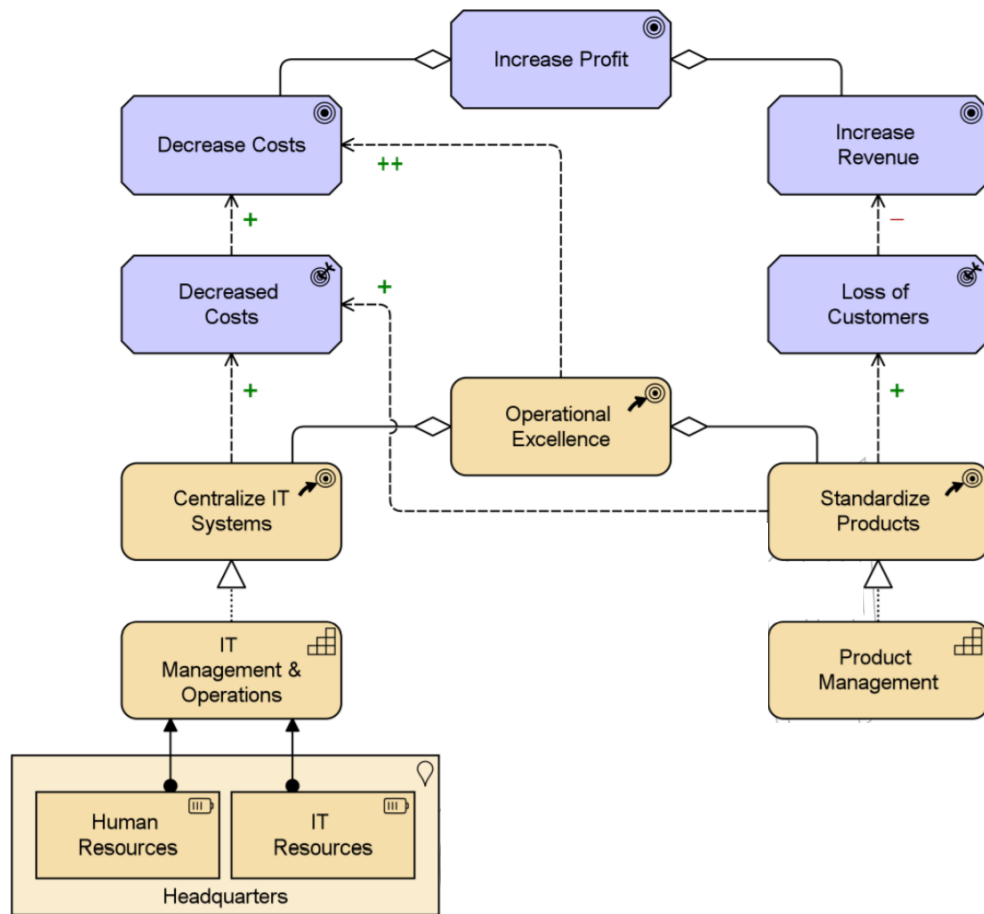 Increase Profit
Decrease Costs
Increase
Revenue
++
+
−
Decreased
Costs
+
Loss of
Customers
+
+
Operational
Excellence
Centralize IT
Systems
Standardize
Products
IT
Management &
Operations
Product
Management
Human
Resources
IT
Resources
Headquarters